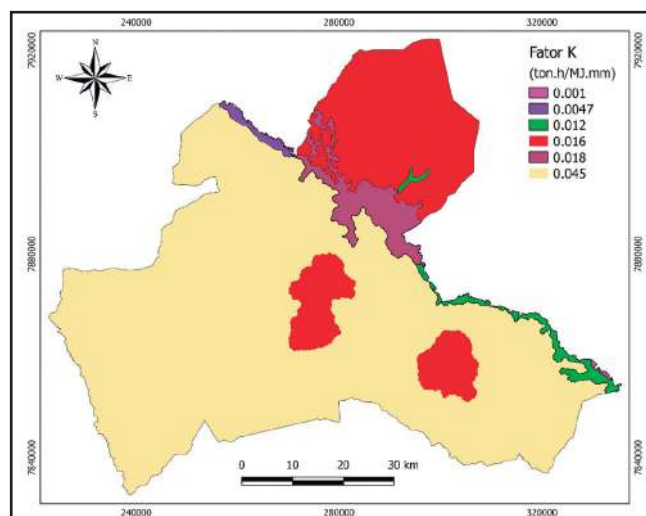 240000 280000 320000
7920000 7920000
N
W E
S
Fator K
(ton.h/MJ.mm)
0.001
0.0047
0.012
0.016
0.018
0.045
7880000 7880000
7840000 7840000
0 10 20 30 km
240000 280000 320000